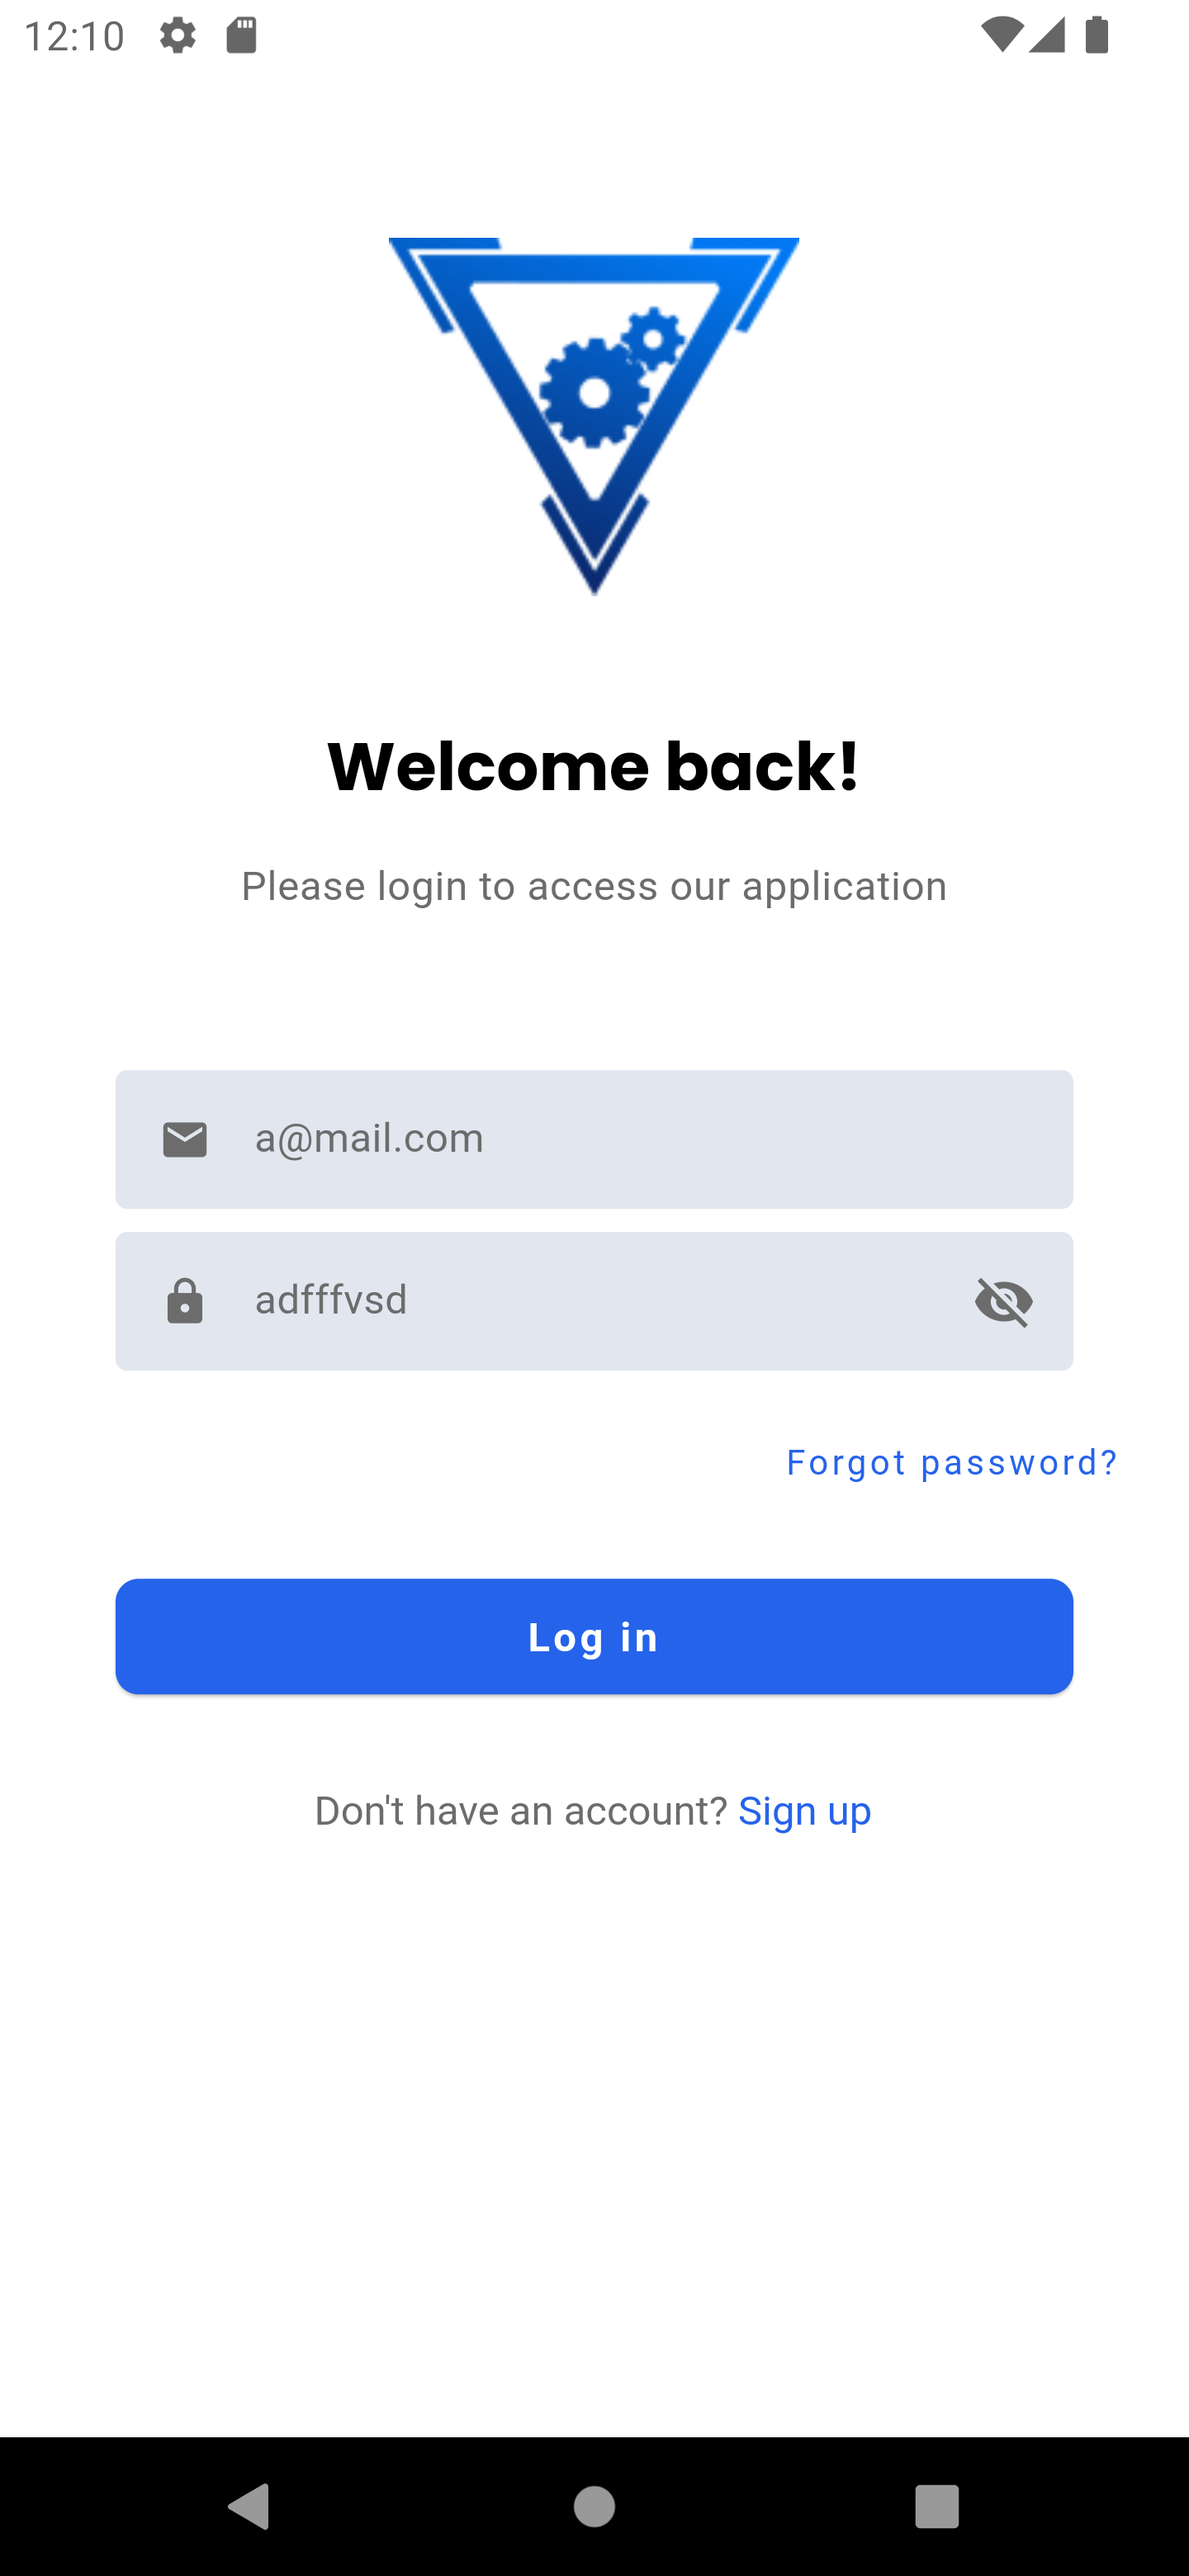 12:10
Welcome back!
Please login to access our application
a@mail.com
adfffvsd
Forgot password?
Log in
Don't have an account? Sign up